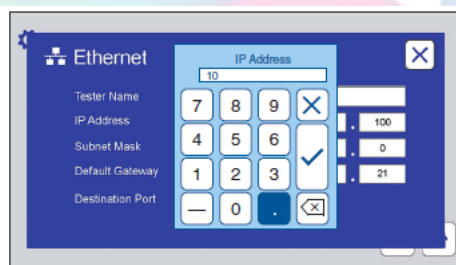 Ethernet
IP Address
10
Tester Name
IP Address . 100
Subnet Mask . 0
Default Gateway . 21
Destination Port
7 8 9
4 5 6
1 2 3
— 0 .